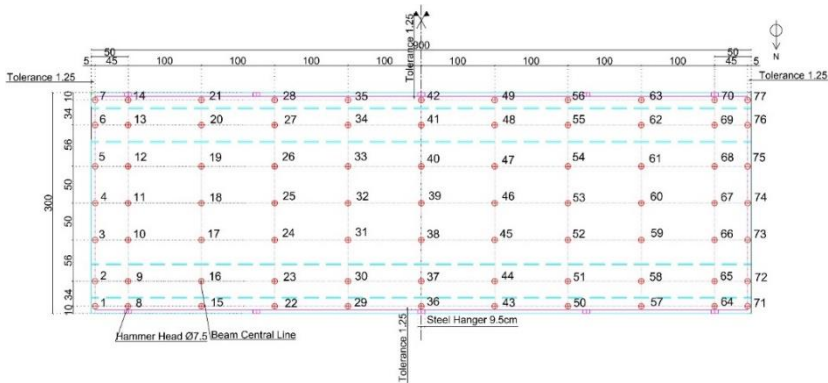 900
Tolerance 1.25
50 50
5 45 100 100 100 100 100 100 100 100 45 5
N
Tolerance 1.25 Tolerance 1.25
7 14 21 28 35 42 49 56 63 70 77
6 13 20 27 34 41 48 55 62 69 76
5 12 19 26 33 40 47 54 61 68 75
4 11 18 25 32 39 46 53 60 67 74
3 10 17 24 31 38 45 52 59 66 73
2 9 16 23 30 37 44 51 58 65 72
1 8 15 22 29 36 43 50 57 64 71
10
34
56
50
50
56
34
10
300
Hammer Head Ø7.5
Beam Central Line
Steel Hanger 9.5cm
Tolerance 1.25